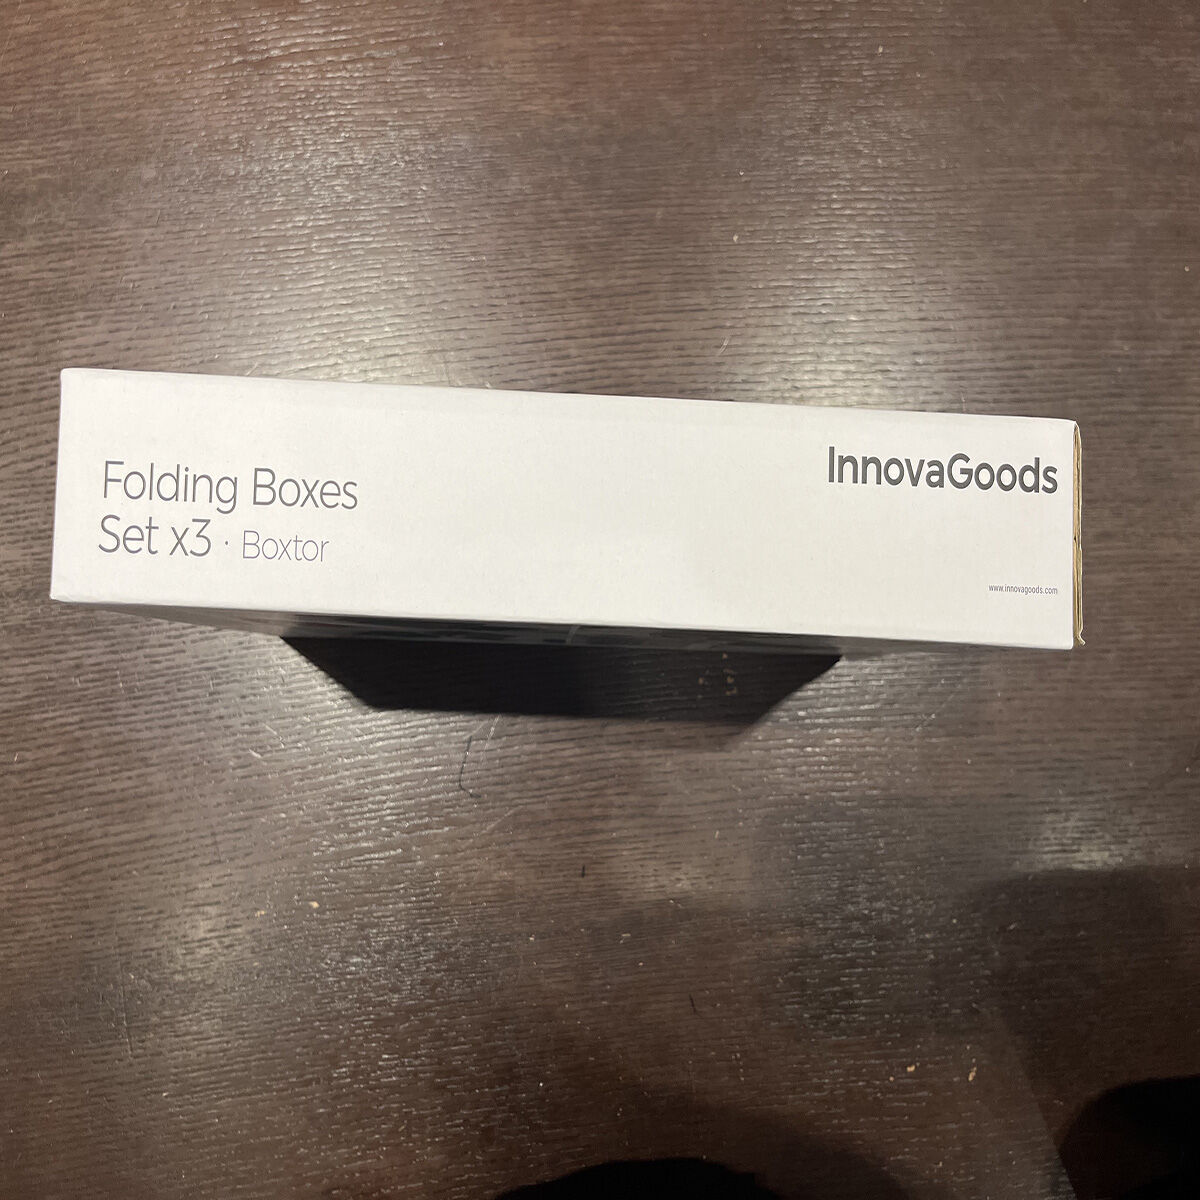 Folding Boxes
Set x3 · Boxtor
InnovaGoods
www.innovagoods.com